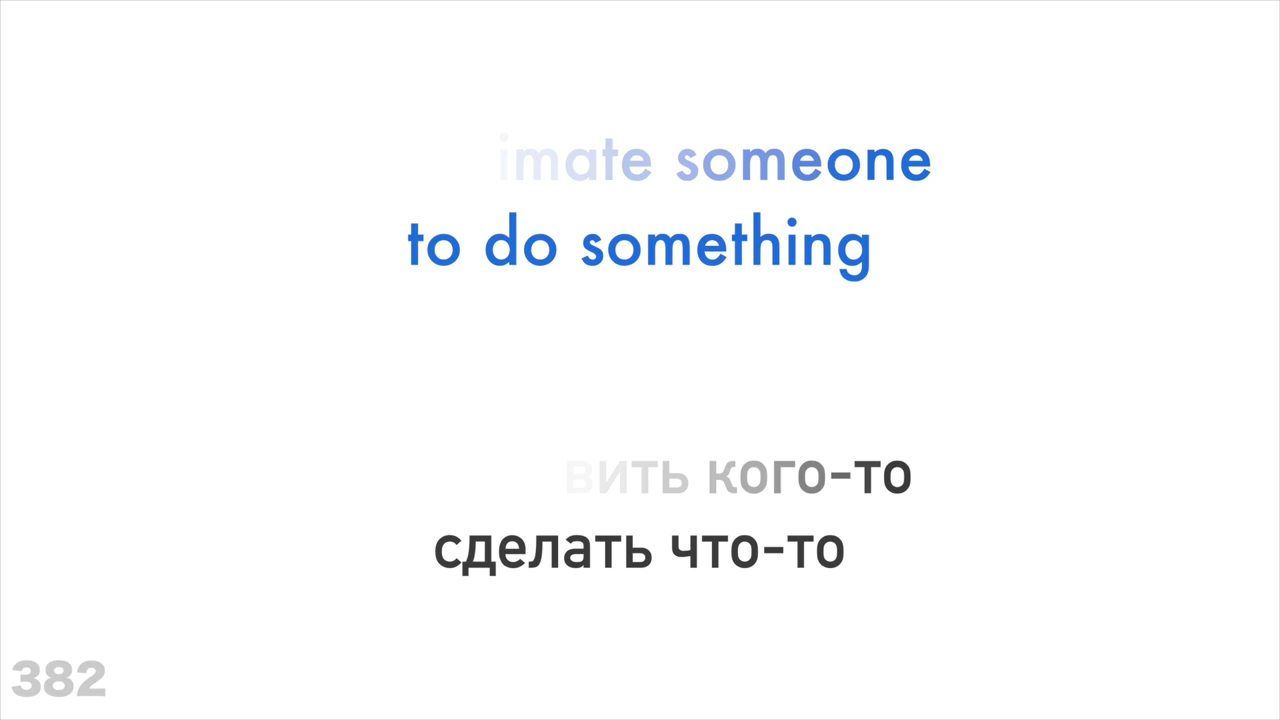 imate someone
to do something
вить кого-то
сделать что-то
382